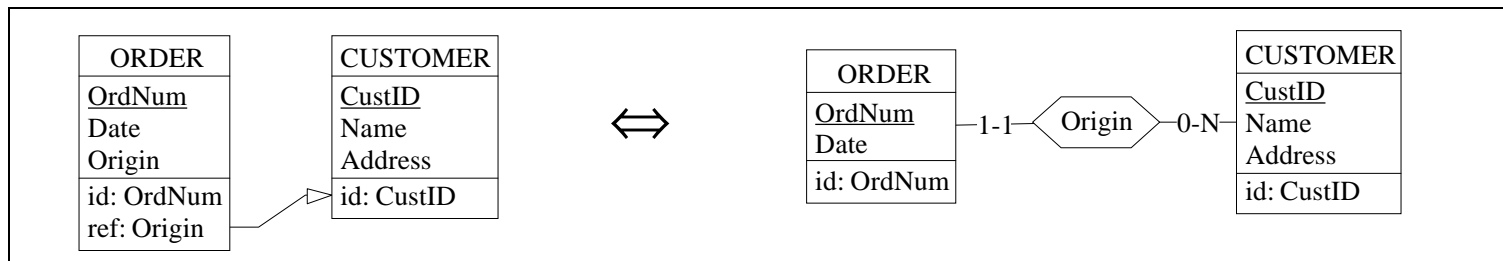 ORDER
OrdNum
Date
Origin
id: OrdNum
ref: Origin
CUSTOMER
CustID
Name
Address
id: CustID
⇔
ORDER
OrdNum
Date
id: OrdNum
1-1
Origin
0-N
CUSTOMER
CustID
Name
Address
id: CustID